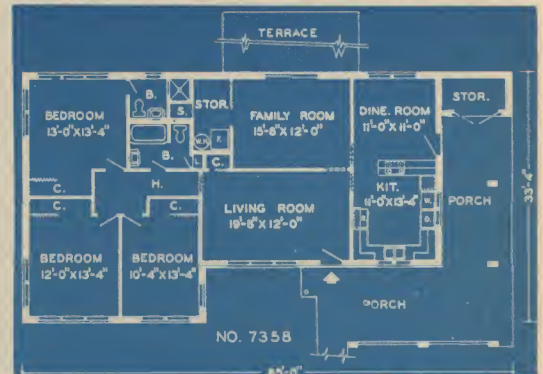 TERRACE
BEDROOM
13'-0"X13'-4"
B.
S.
STOR.
FAMILY ROOM
15'-8"X12'-0"
DINE. ROOM
11'-0"X11'-0"
STOR.
B.
W.H.
F.
L.
C.
C.
H.
C.
C.
LIVING ROOM
19'-8"X12'-0"
KIT.
11'-0"X13'-4"
R.
W.
D.
PORCH
33'-4"
BEDROOM
12'-0"X13'-4"
BEDROOM
10'-4"X13'-4"
PORCH
NO. 7358